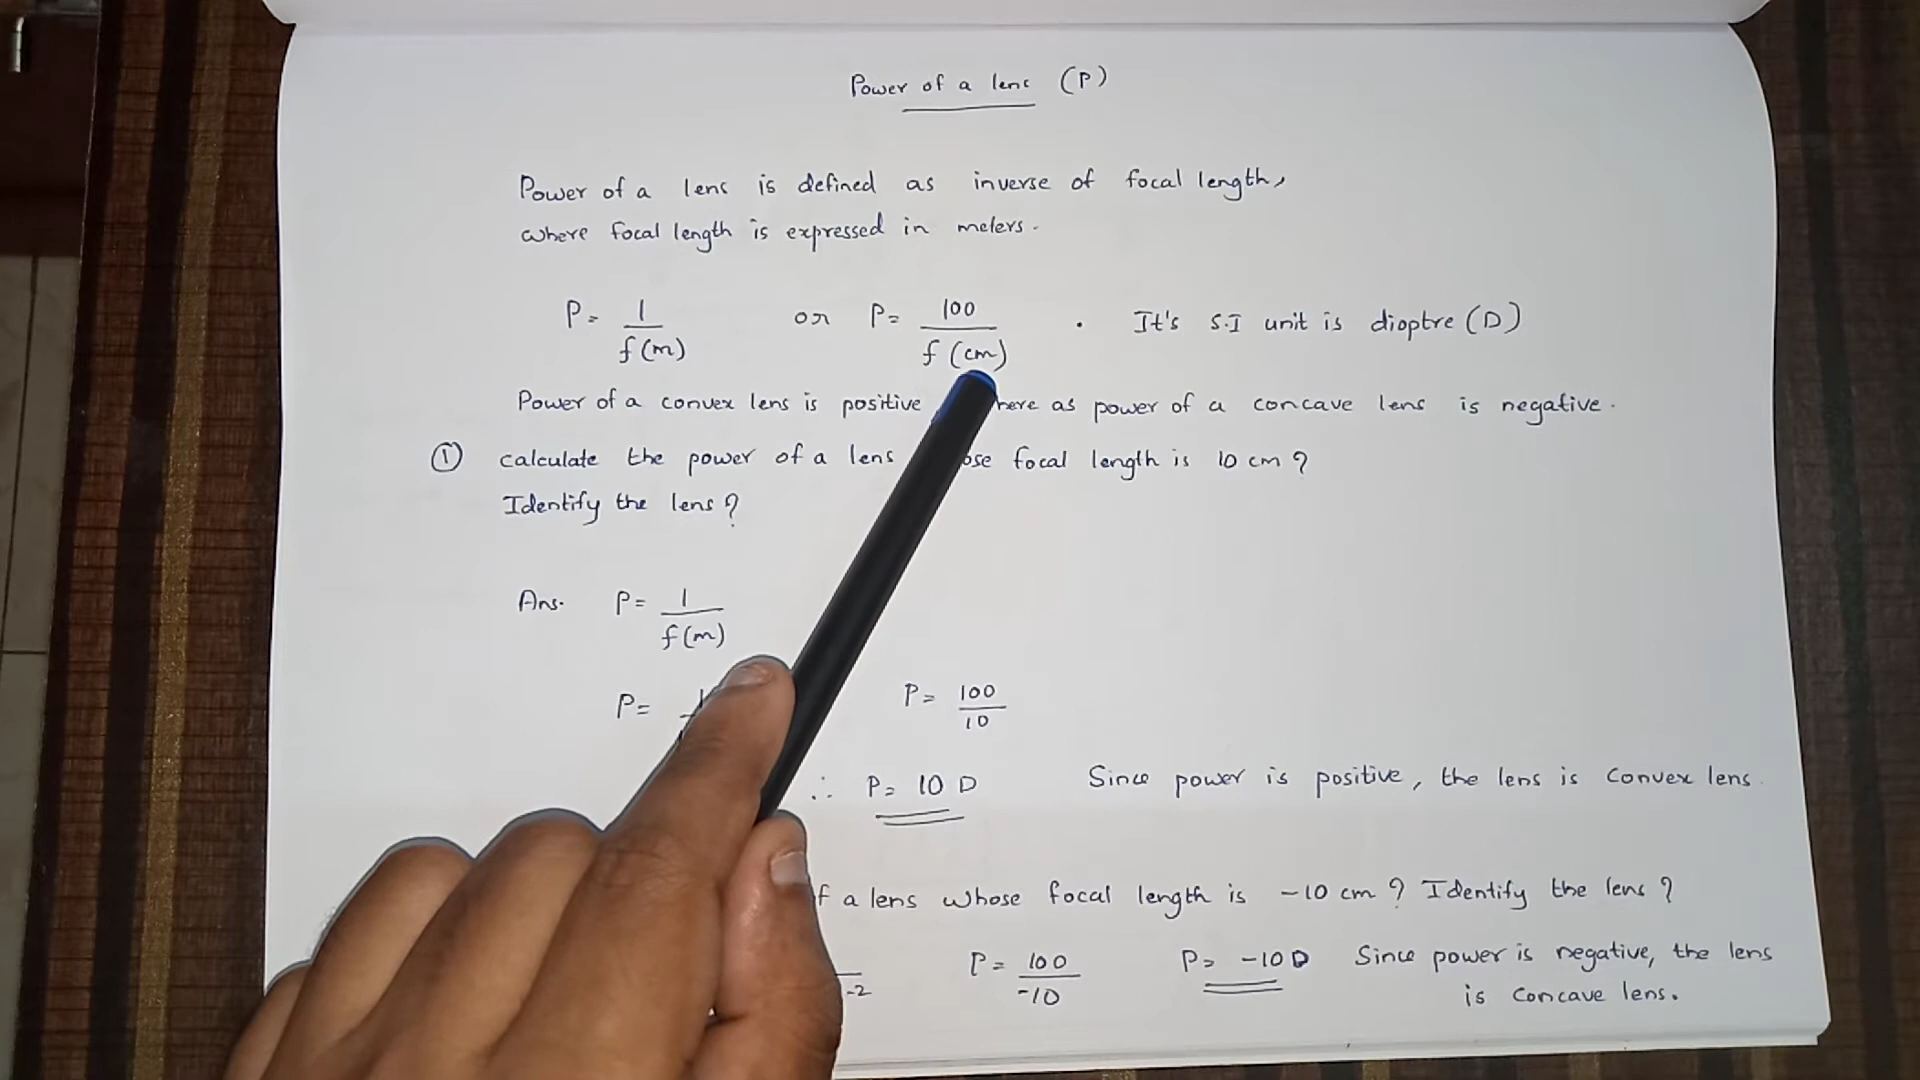 Power of a lens (P)
Power of a lens is defined as inverse of focal length,
where focal length is expressed in meters.
P = 1/f(m) or P = 100/f(cm) . It's S.I unit is dioptre (D)
Power of a convex lens is positive as power of a concave lens is negative.
① calculate the power of a lens focal length is 10 cm ?
Identify the lens ?
Ans. P = 1/f(m)
P = P = 100/10
∴ P = 10 D Since power is positive, the lens is convex lens.
a lens whose focal length is -10 cm ? Identify the lens ?
-2 P = 100/-10 P = -10 D Since power is negative, the lens
is concave lens.